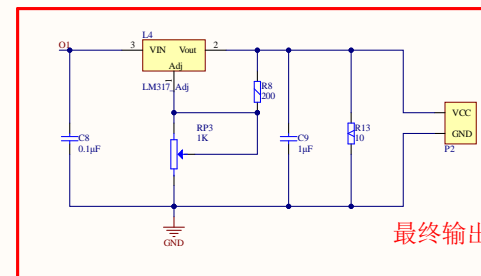 O1
L4
3
VIN
Vout
2
Adj
1
LM317_Adj
R8
200
RP3
1K
C8
0.1μF
C9
1μF
R13
10
VCC
GND
P2
GND
最终输出